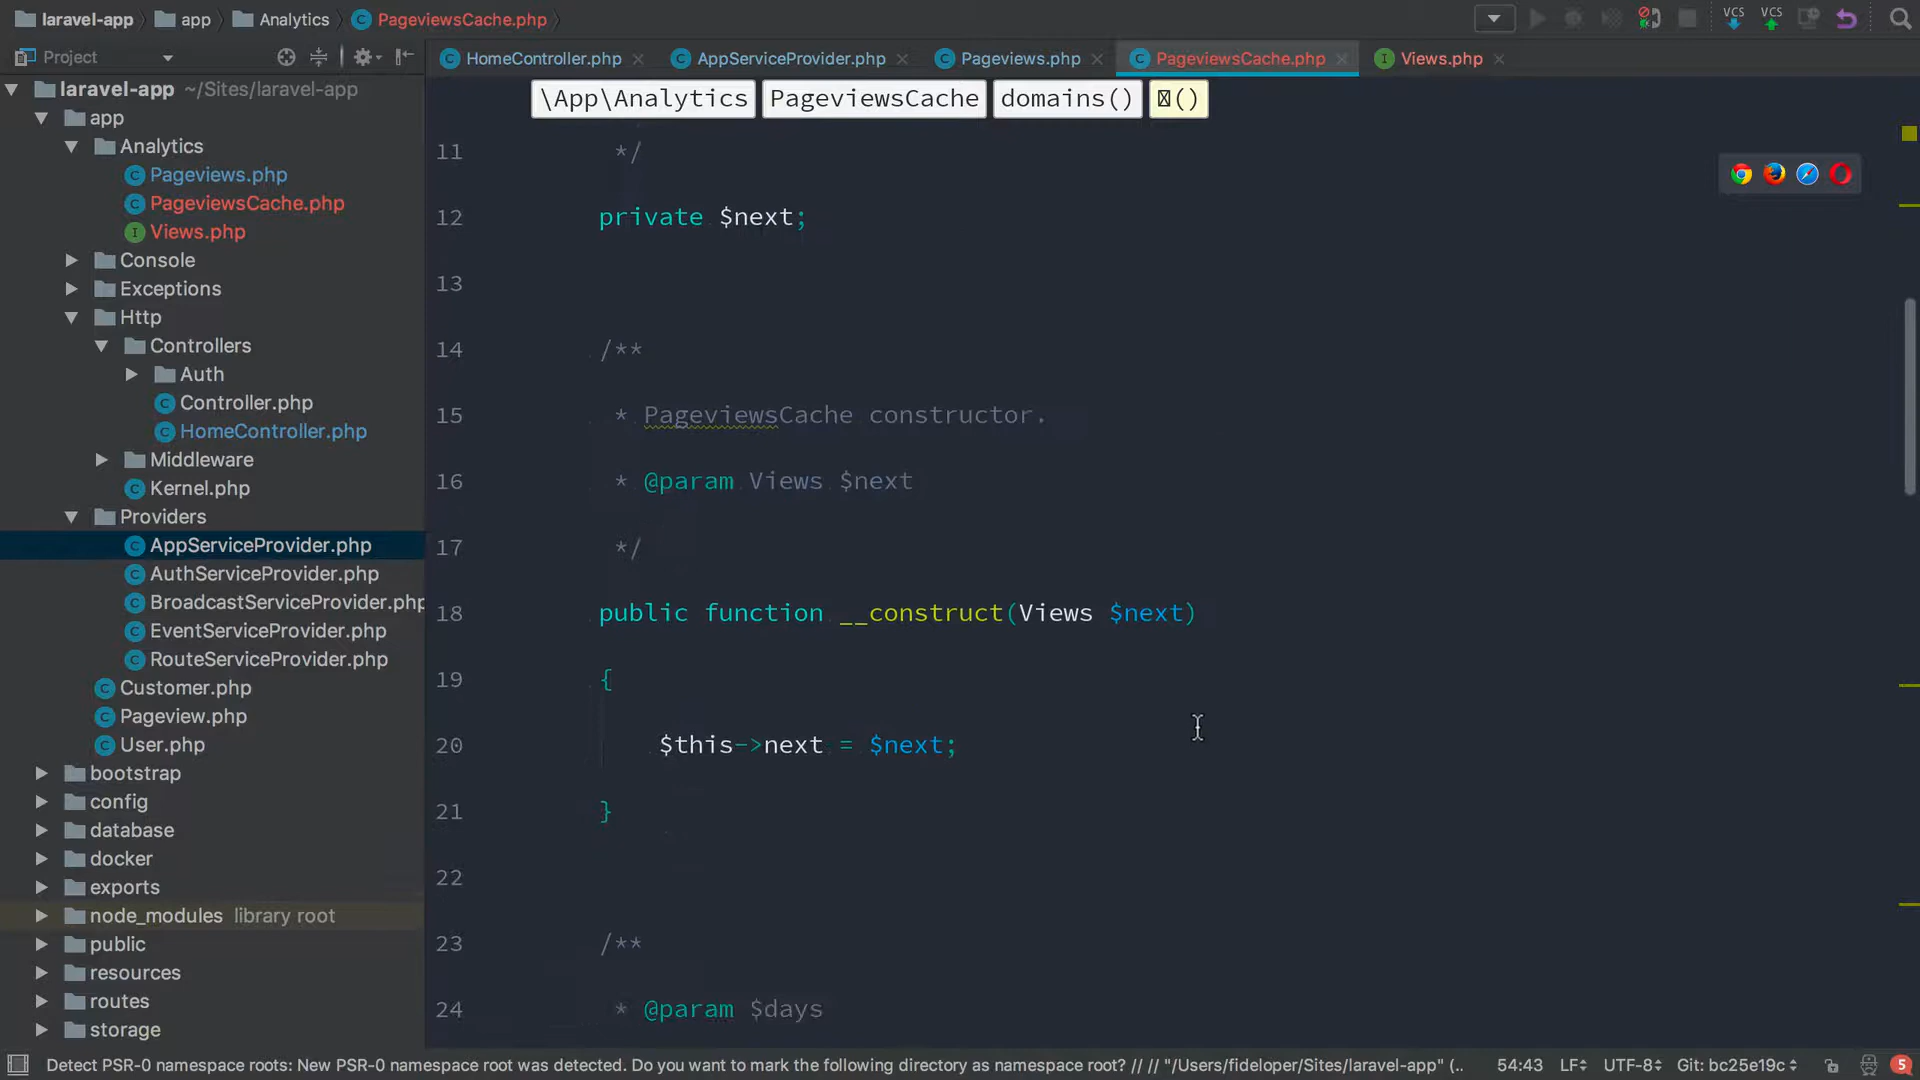 laravel-app app Analytics PageviewsCache.php
VCS VCS
Project
HomeController.php AppServiceProvider.php Pageviews.php PageviewsCache.php Views.php
laravel-app ~/Sites/laravel-app
app
Analytics
Pageviews.php
PageviewsCache.php
Views.php
Console
Exceptions
Http
Controllers
Auth
Controller.php
HomeController.php
Middleware
Kernel.php
Providers
AppServiceProvider.php
AuthServiceProvider.php
BroadcastServiceProvider.php
EventServiceProvider.php
RouteServiceProvider.php
Customer.php
Pageview.php
User.php
bootstrap
config
database
docker
exports
node_modules library root
public
resources
routes
storage
\App\Analytics PageviewsCache domains() ()
11 */
12 private $next;
13
14 /**
15 * PageviewsCache constructor.
16 * @param Views $next
17 */
18 public function __construct(Views $next)
19 {
20 $this->next = $next;
21 }
22
23 /**
24 * @param $days
Detect PSR-0 namespace roots: New PSR-0 namespace root was detected. Do you want to mark the following directory as namespace root? // // "/Users/fideloper/Sites/laravel-app" (.. 54:43 LF UTF-8 Git: bc25e19c 5